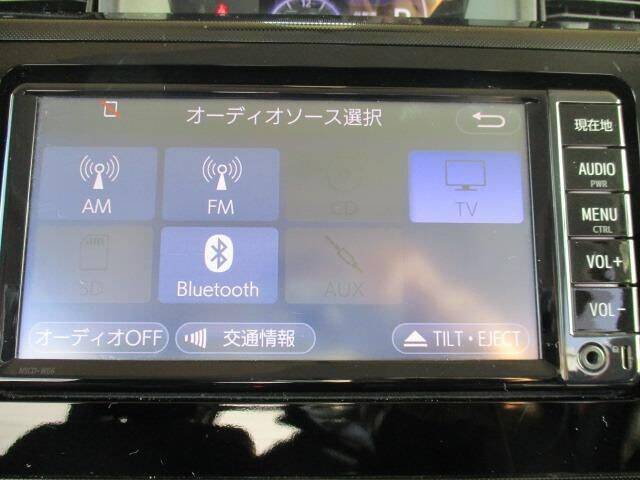 オーディオソース選択
現在地
AM
FM
CD
TV
AUDIO
PWR
MENU
CTRL
SD
Bluetooth
AUX
VOL+
オーディオOFF
交通情報
TILT・EJECT
VOL-
NSCD-W66